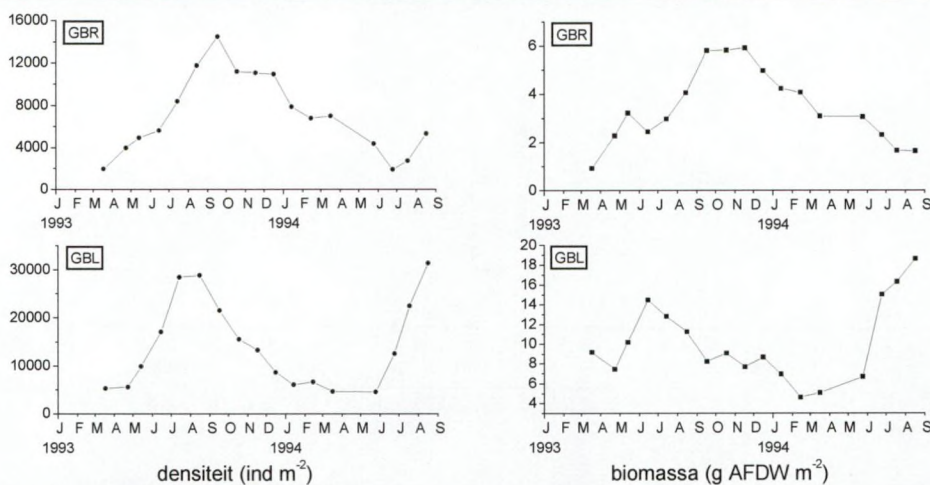 GBR
16000
12000
8000
4000
0
J F M A M J J A S O N D J F M A M J J A S
1993 1994
GBR
6
4
2
0
J F M A M J J A S O N D J F M A M J J A S
1993 1994
GBL
30000
20000
10000
0
J F M A M J J A S O N D J F M A M J J A S
1993 1994
densiteit (ind m⁻²)
GBL
20
18
16
14
12
10
8
6
4
J F M A M J J A S O N D J F M A M J J A S
1993 1994
biomassa (g AFDW m⁻²)